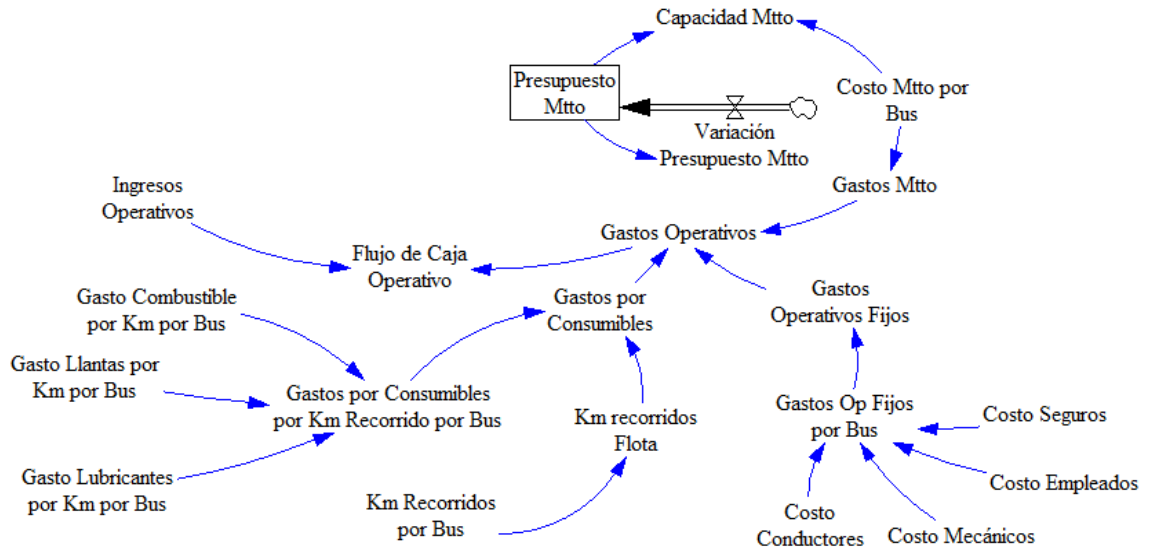 Capacidad Mtto
Presupuesto
Mtto
Costo Mtto por
Bus
Variación
Presupuesto Mtto
Gastos Mtto
Ingresos
Operativos
Gastos Operativos
Flujo de Caja
Operativo
Gasto Combustible
por Km por Bus
Gastos por
Consumibles
Gastos
Operativos Fijos
Gasto Llantas por
Km por Bus
Gastos por Consumibles
por Km Recorrido por Bus
Km recorridos
Flota
Gastos Op Fijos
por Bus
Costo Seguros
Gasto Lubricantes
por Km por Bus
Km Recorridos
por Bus
Costo Empleados
Costo
Conductores
Costo Mecánicos